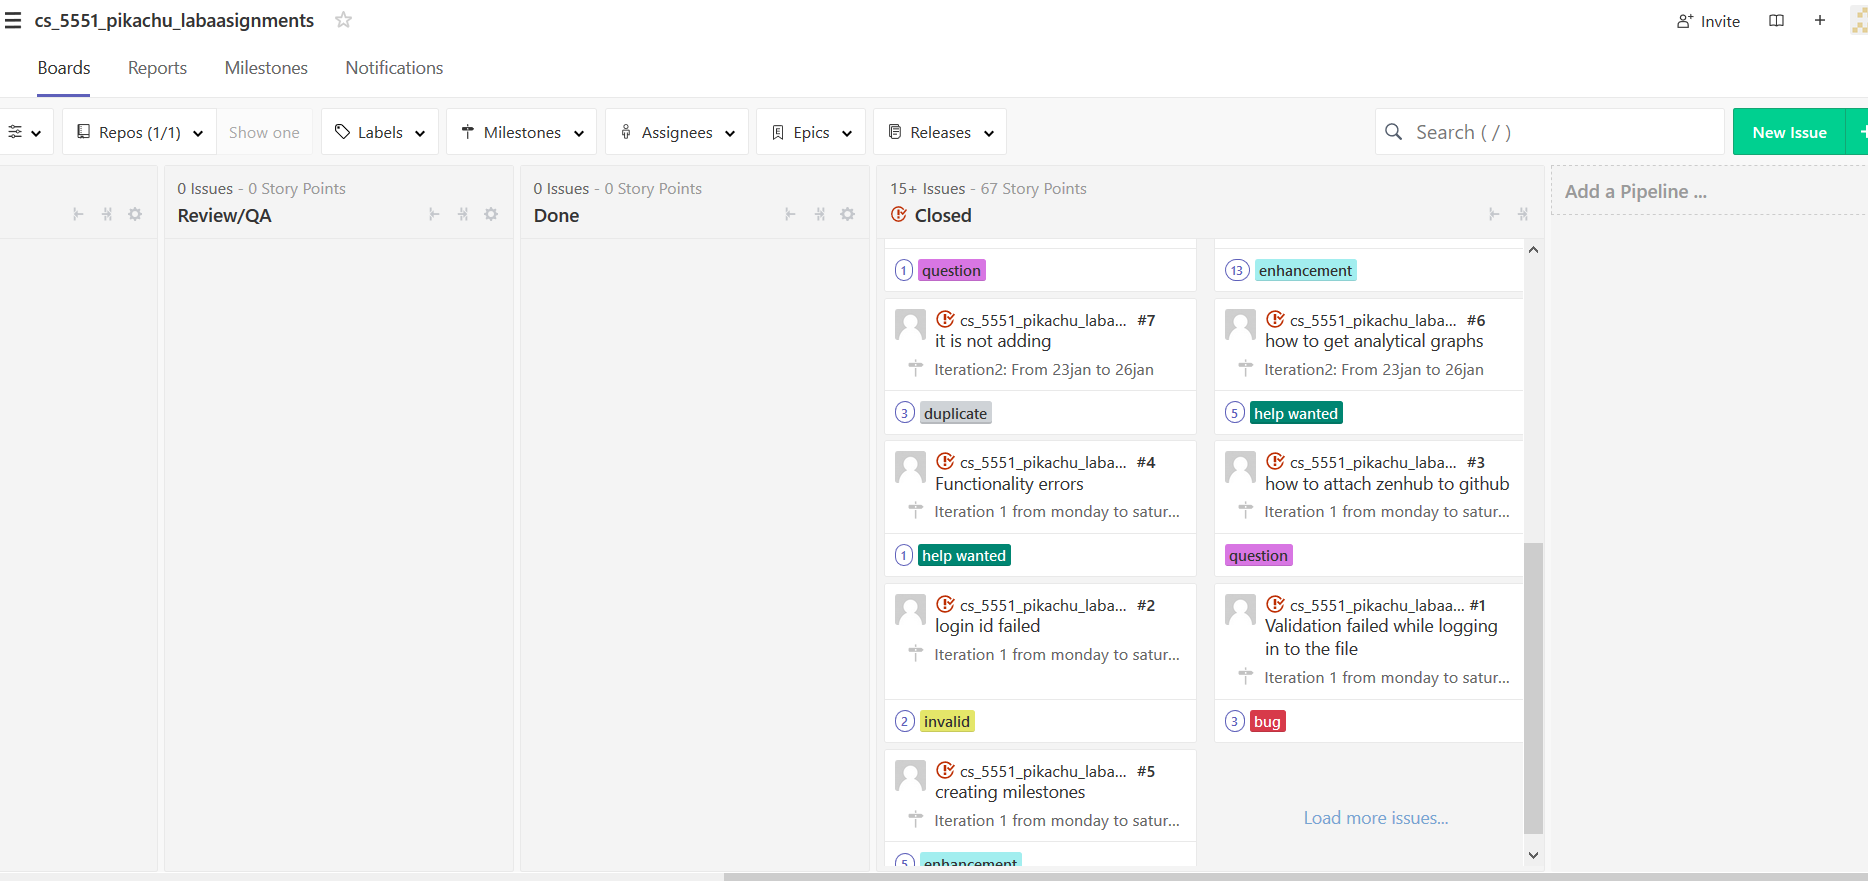 cs_5551_pikachu_labaasignments
Invite
Boards Reports Milestones Notifications
Repos (1/1) Show one Labels Milestones Assignees Epics Releases Search ( / ) New Issue
0 Issues - 0 Story Points
Review/QA
0 Issues - 0 Story Points
Done
15+ Issues - 67 Story Points
Closed
Add a Pipeline ...
1 question
13 enhancement
cs_5551_pikachu_laba... #7
it is not adding
Iteration2: From 23jan to 26jan
3 duplicate
cs_5551_pikachu_laba... #6
how to get analytical graphs
Iteration2: From 23jan to 26jan
5 help wanted
cs_5551_pikachu_laba... #4
Functionality errors
Iteration 1 from monday to satur...
1 help wanted
cs_5551_pikachu_laba... #3
how to attach zenhub to github
Iteration 1 from monday to satur...
question
cs_5551_pikachu_laba... #2
login id failed
Iteration 1 from monday to satur...
2 invalid
cs_5551_pikachu_labaa... #1
Validation failed while logging
in to the file
Iteration 1 from monday to satur...
3 bug
cs_5551_pikachu_laba... #5
creating milestones
Iteration 1 from monday to satur...
5 enhancement
Load more issues...